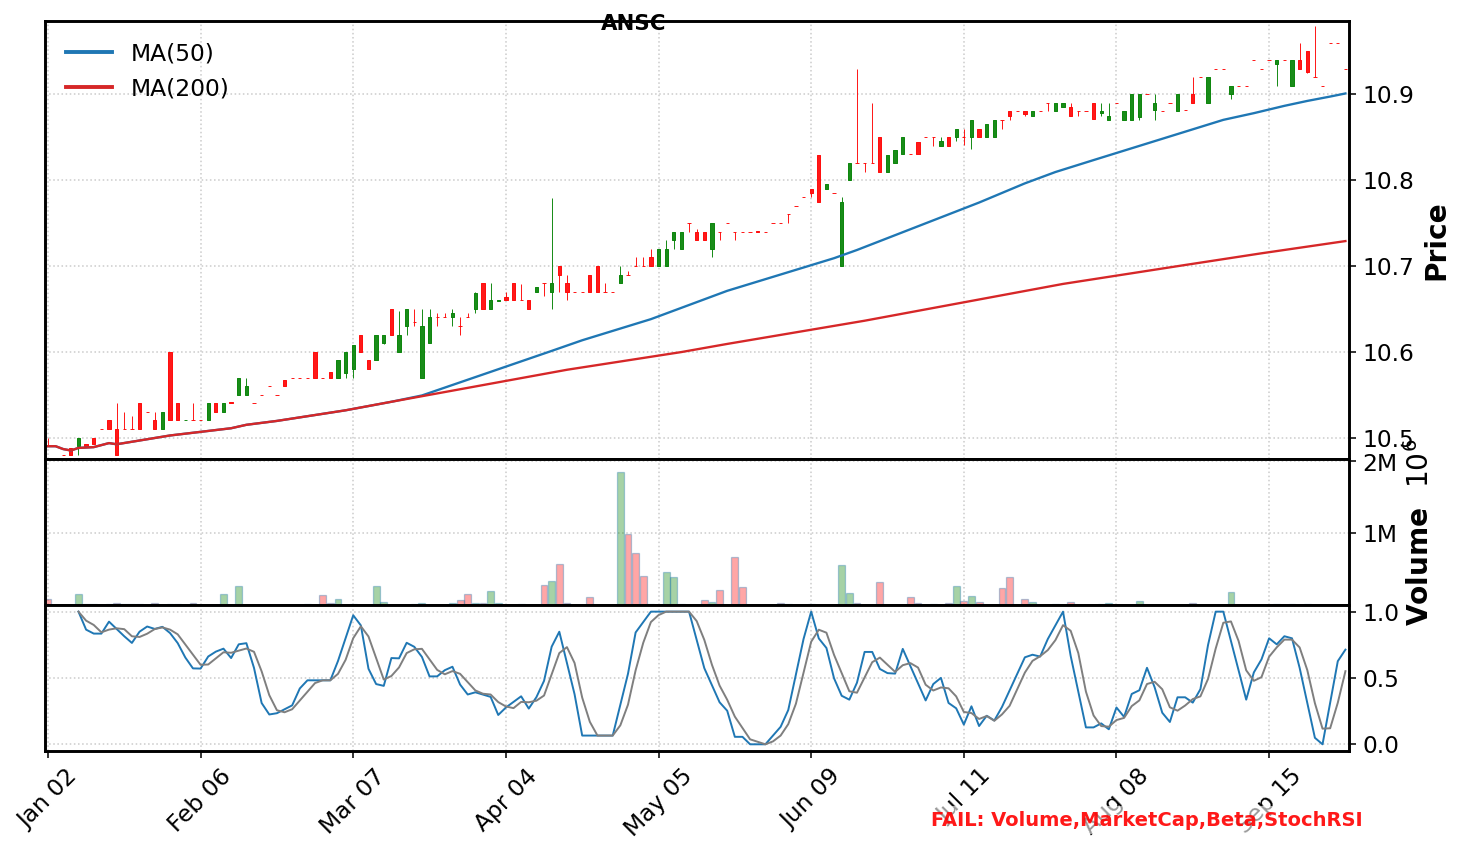 ANSC
MA(50)
MA(200)
10.9
10.8
10.7
10.6
10.5
Price
2M
1M
Volume 10⁶
1.0
0.5
0.0
Jan 02
Feb 06
Mar 07
Apr 04
May 05
Jun 09
Jul 11
Aug 08
Sep 15
FAIL: Volume,MarketCap,Beta,StochRSI